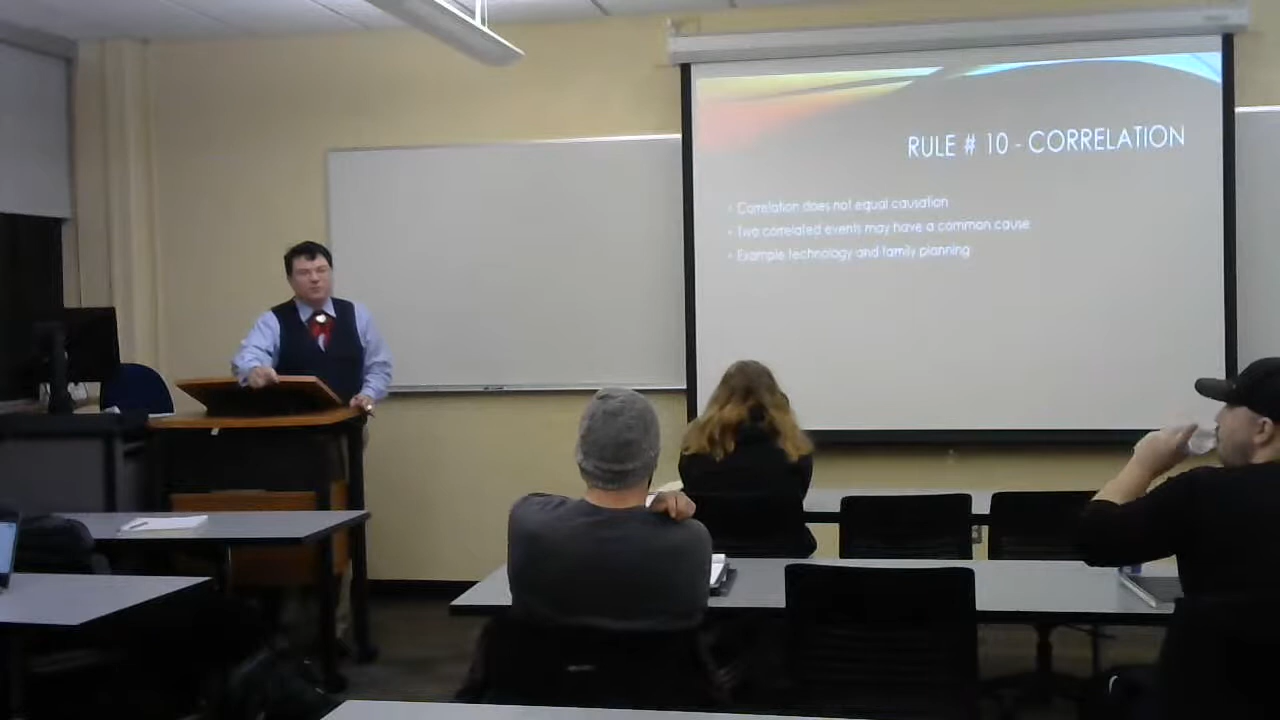 RULE # 10 - CORRELATION
Correlation does not equal causation
Two correlated events may have a common cause
Example technology and family planning